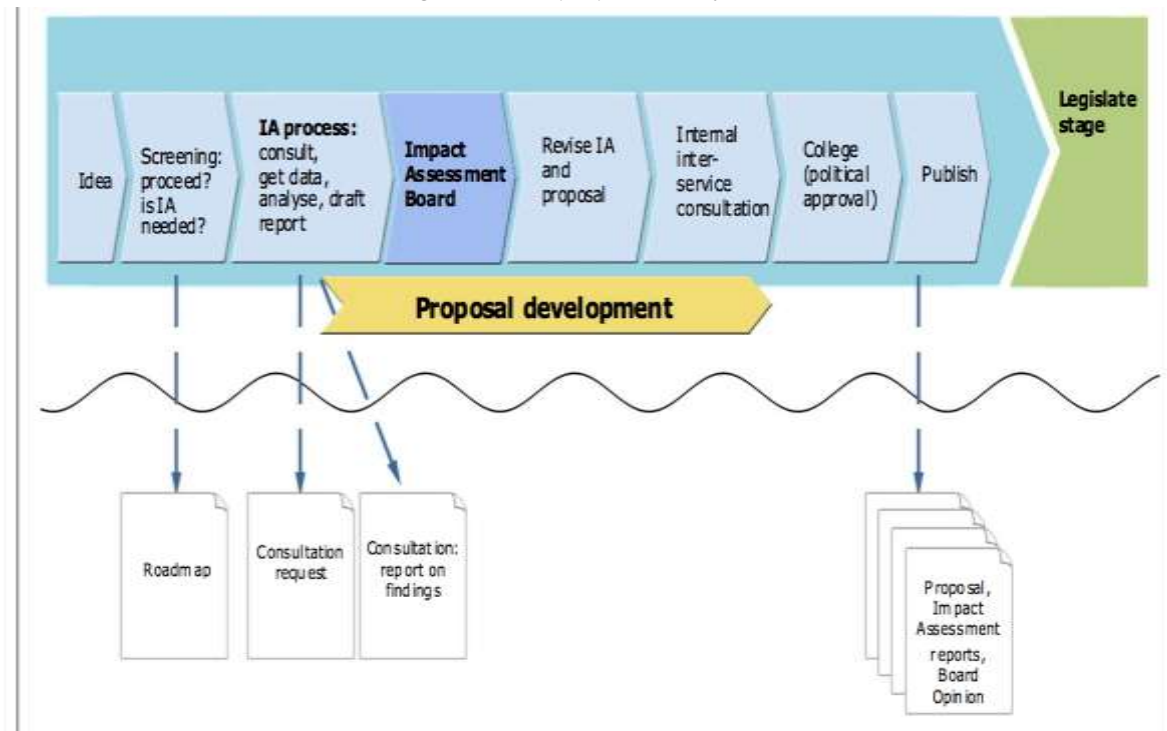 Idea
Screening:
proceed?
is IA
needed?
IA process:
consult,
get data,
analyse, draft
report
Impact
Assessment
Board
Revise IA
and
proposal
Internal
inter-
service
consultation
College
(political
approval)
Publish
Legislate
stage
Proposal development
Roadmap
Consultation
request
Consultation:
report on
findings
Proposal,
Impact
Assessment
reports,
Board
Opinion